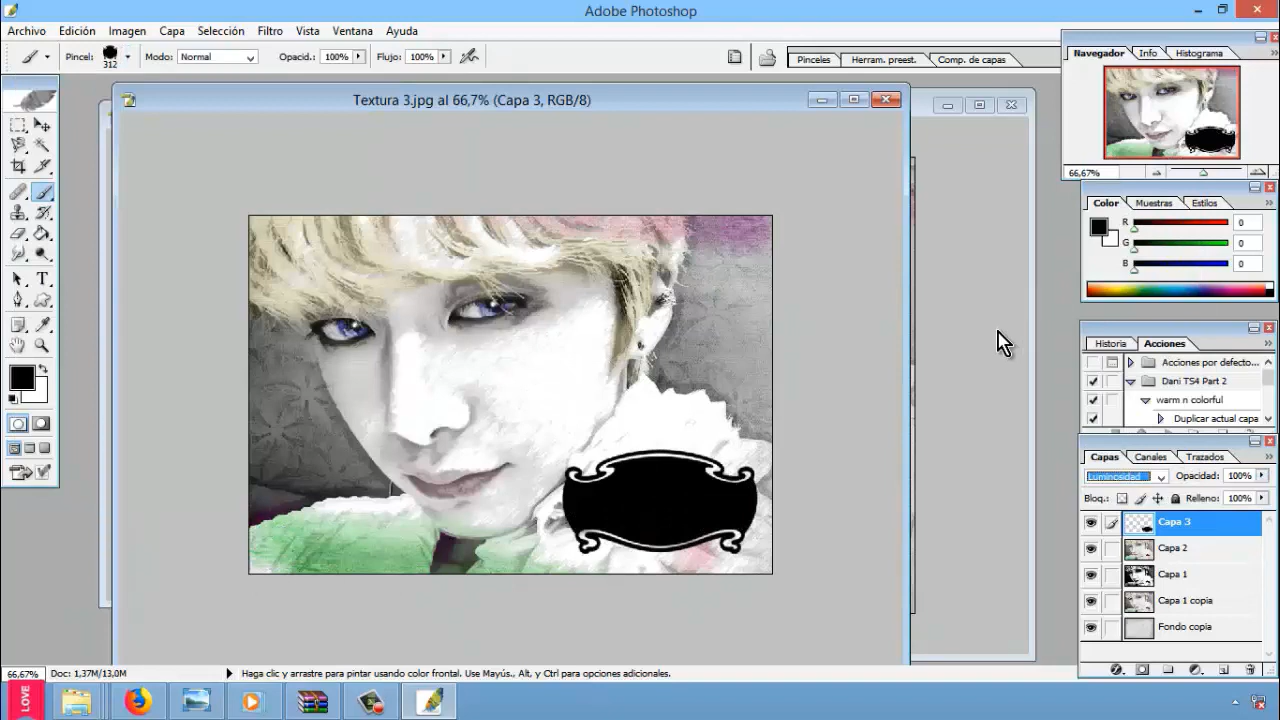 Adobe Photoshop
Archivo Edición Imagen Capa Selección Filtro Vista Ventana Ayuda
Pincel: 312 Modo: Normal Opacid.: 100% Flujo: 100% Pinceles Herram. preest. Comp. de capas
Navegador Info Histograma
66,67%
Textura 3.jpg al 66,7% (Capa 3, RGB/8)
Color Muestras Estilos
R 0
G 0
B 0
Historia Acciones
Acciones por defecto...
Dani TS4 Part 2
warm n colorful
Duplicar actual capa
Capas Canales Trazados
Luminosidad Opacidad: 100%
Bloq.: Relleno: 100%
Capa 3
Capa 2
Capa 1
Capa 1 copia
Fondo copia
66,67% Doc: 1,37M/13,0M Haga clic y arrastre para pintar usando color frontal. Use Mayús., Alt, y Ctrl para opciones adicionales.
LOVE